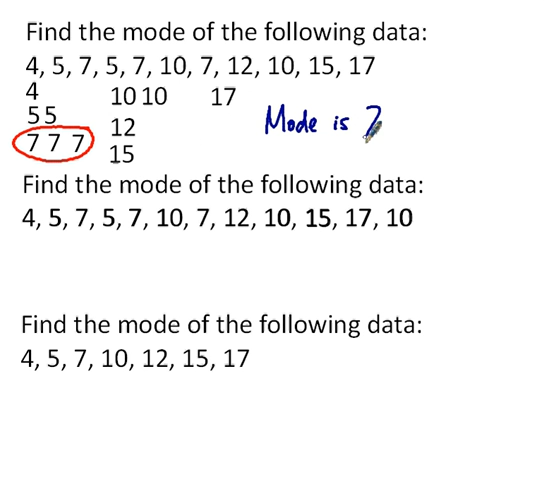 Find the mode of the following data:
4, 5, 7, 5, 7, 10, 7, 12, 10, 15, 17
4 10 10 17
5 5 12
7 7 7 15
Mode is 7
Find the mode of the following data:
4, 5, 7, 5, 7, 10, 7, 12, 10, 15, 17, 10
Find the mode of the following data:
4, 5, 7, 10, 12, 15, 17